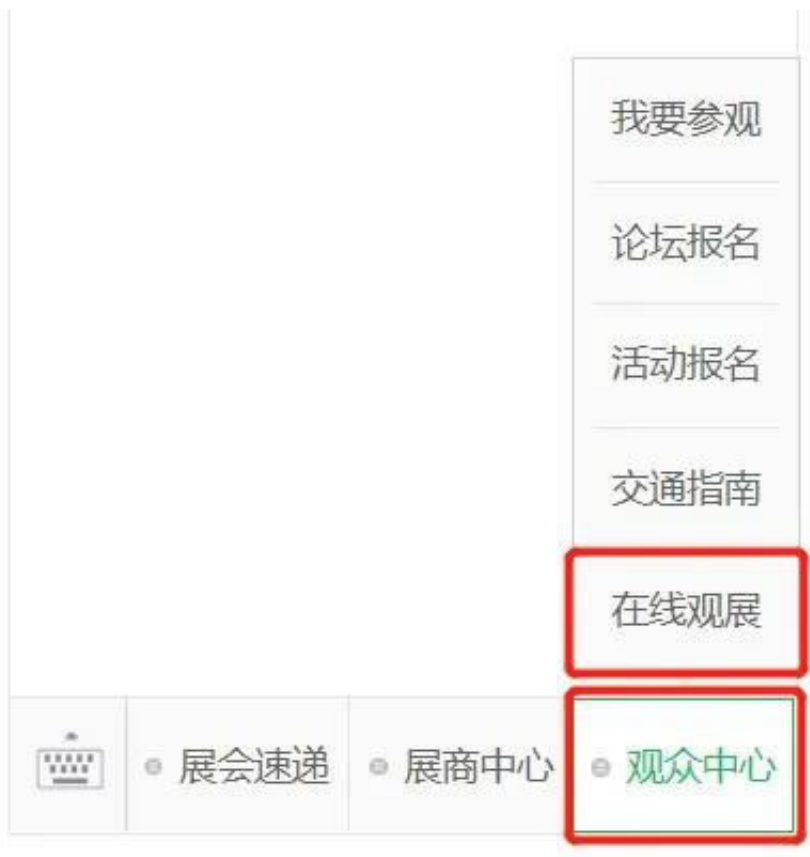 我要参观
论坛报名
活动报名
交通指南
在线观展
展会速递 展商中心 观众中心